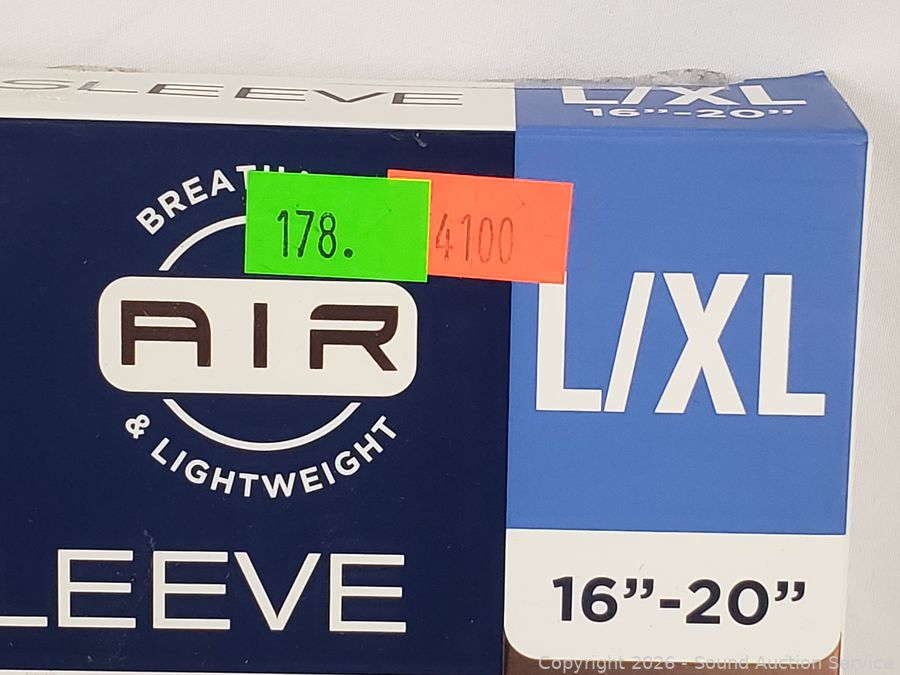 SLEEVE
L/XL
16”-20”
178.
4100
AIR
& LIGHTWEIGHT
L/XL
LEEVE
16”-20”
Copyright 2026 - Sound Auction Service